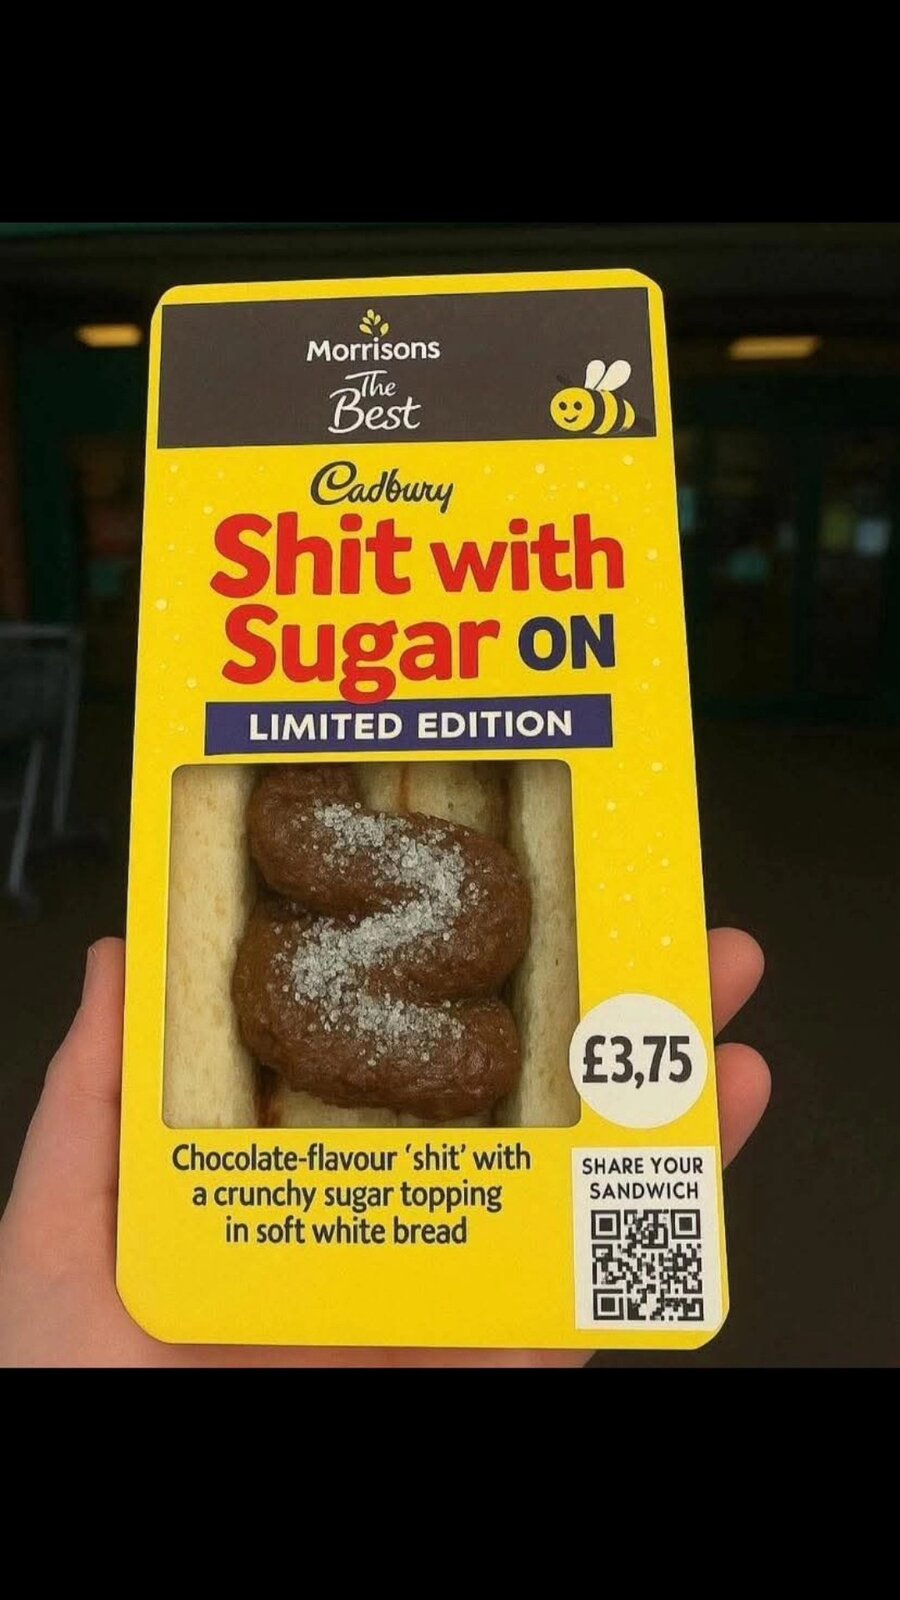 Morrisons
The
Best
Cadbury
Shit with
Sugar ON
LIMITED EDITION
£3,75
Chocolate-flavour ‘shit’ with
a crunchy sugar topping
in soft white bread
SHARE YOUR
SANDWICH